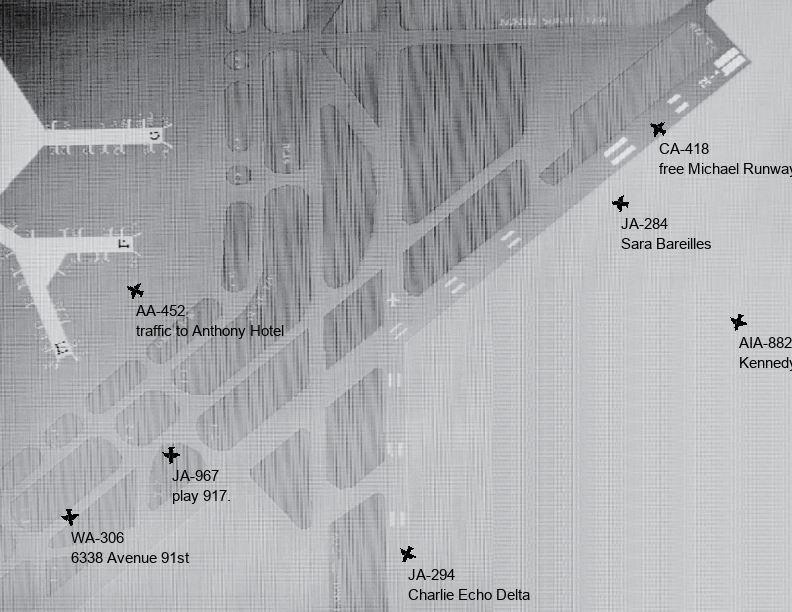 CA-418
free Michael Runway
JA-284
Sara Bareilles
AA-452
traffic to Anthony Hotel
AIA-882
Kennedy
JA-967
play 917.
WA-306
6338 Avenue 91st
JA-294
Charlie Echo Delta